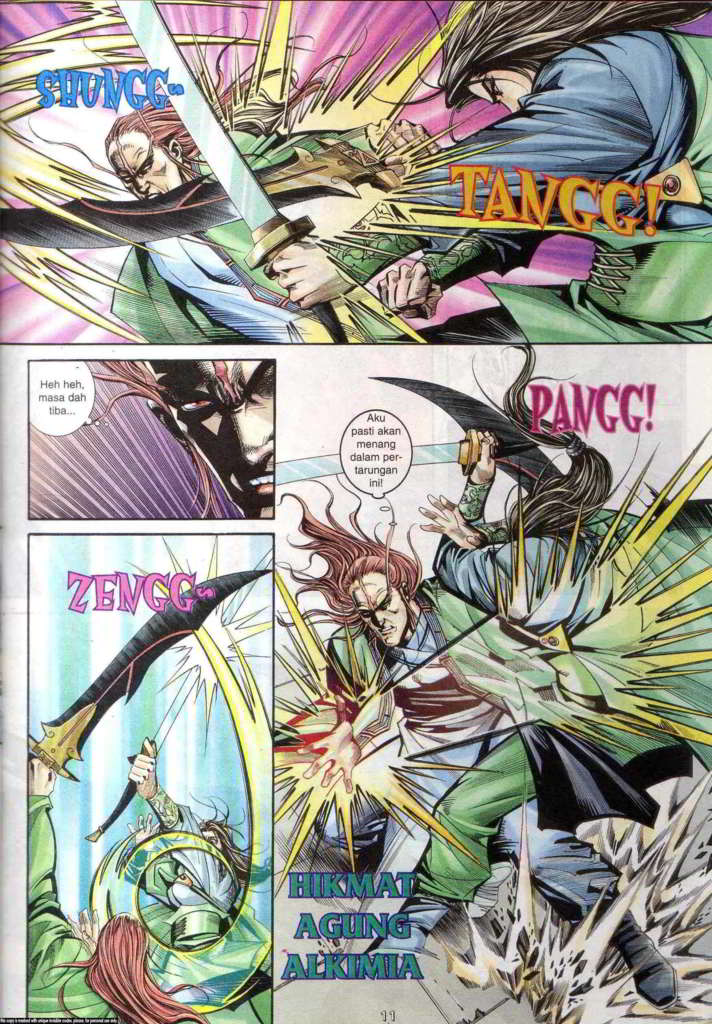 SHUNGG~
TANGG!
Heh heh,
masa dah
tiba...
Aku
pasti akan
menang
dalam per-
tarungan
ini!
PANGG!
ZENGG~
HIKMAT
AGUNG
ALKIMIA
11